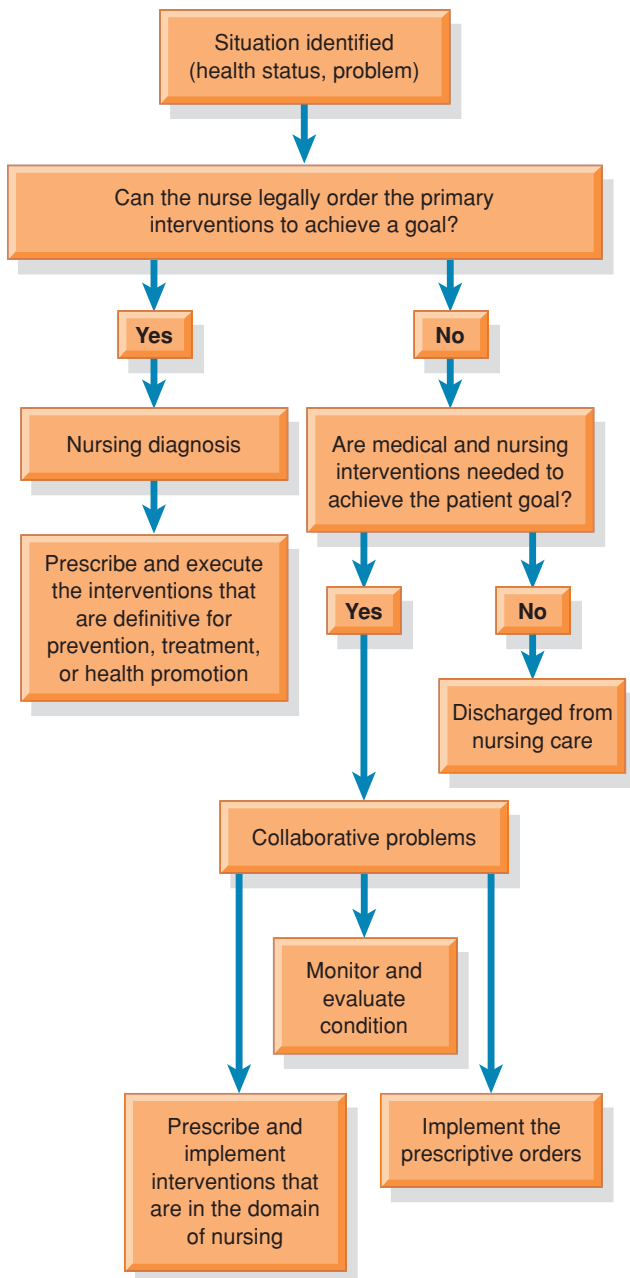 Situation identified
(health status, problem)
Can the nurse legally order the primary
interventions to achieve a goal?
Yes
No
Nursing diagnosis
Are medical and nursing
interventions needed to
achieve the patient goal?
Prescribe and execute
the interventions that
are definitive for
prevention, treatment,
or health promotion
Yes
No
Discharged from
nursing care
Collaborative problems
Monitor and
evaluate
condition
Prescribe and
implement
interventions that
are in the domain
of nursing
Implement the
prescriptive orders